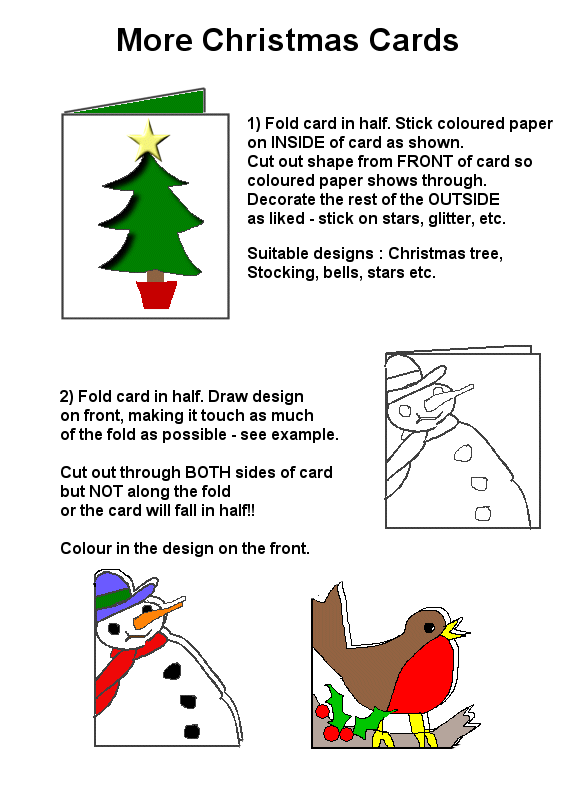 More Christmas Cards
1) Fold card in half. Stick coloured paper
on INSIDE of card as shown.
Cut out shape from FRONT of card so
coloured paper shows through.
Decorate the rest of the OUTSIDE
as liked - stick on stars, glitter, etc.
Suitable designs : Christmas tree,
Stocking, bells, stars etc.
2) Fold card in half. Draw design
on front, making it touch as much
of the fold as possible - see example.
Cut out through BOTH sides of card
but NOT along the fold
or the card will fall in half!!
Colour in the design on the front.